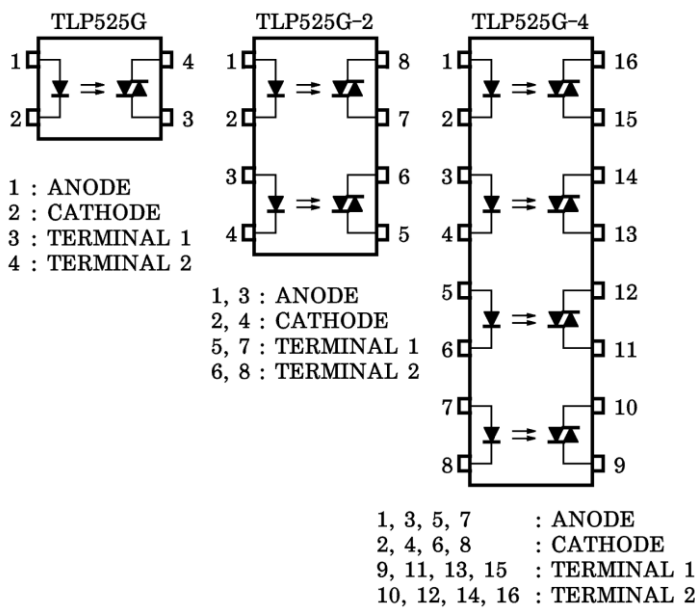 TLP525G
1
4
2
3
1 : ANODE
2 : CATHODE
3 : TERMINAL 1
4 : TERMINAL 2
TLP525G-2
1
8
2
7
3
6
4
5
1, 3 : ANODE
2, 4 : CATHODE
5, 7 : TERMINAL 1
6, 8 : TERMINAL 2
TLP525G-4
1
16
2
15
3
14
4
13
5
12
6
11
7
10
8
9
1, 3, 5, 7 : ANODE
2, 4, 6, 8 : CATHODE
9, 11, 13, 15 : TERMINAL 1
10, 12, 14, 16 : TERMINAL 2